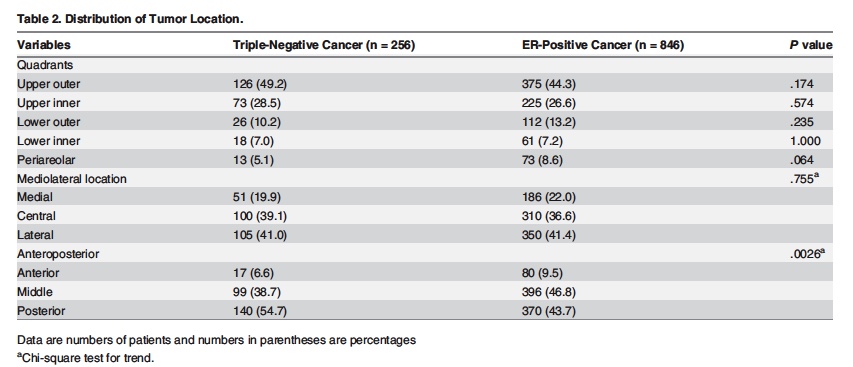 Table 2. Distribution of Tumor Location.
Variables Triple-Negative Cancer (n = 256) ER-Positive Cancer (n = 846) P value
Quadrants
Upper outer 126 (49.2) 375 (44.3) .174
Upper inner 73 (28.5) 225 (26.6) .574
Lower outer 26 (10.2) 112 (13.2) .235
Lower inner 18 (7.0) 61 (7.2) 1.000
Periareolar 13 (5.1) 73 (8.6) .064
Mediolateral location .755a
Medial 51 (19.9) 186 (22.0)
Central 100 (39.1) 310 (36.6)
Lateral 105 (41.0) 350 (41.4)
Anteroposterior .0026a
Anterior 17 (6.6) 80 (9.5)
Middle 99 (38.7) 396 (46.8)
Posterior 140 (54.7) 370 (43.7)
Data are numbers of patients and numbers in parentheses are percentages
aChi-square test for trend.